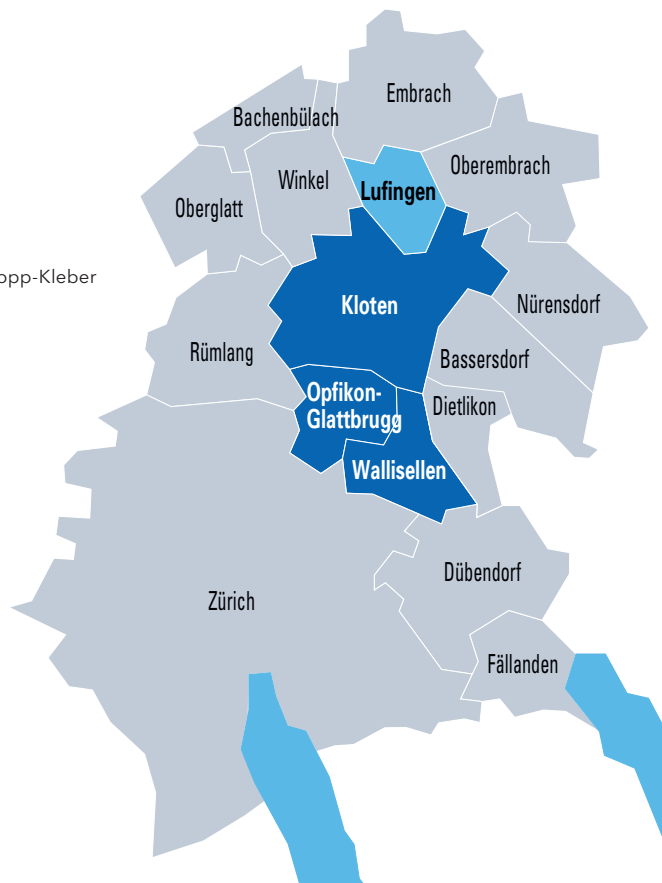 Embrach
Bachenbülach
Oberembrach
Winkel
Lufingen
Oberglatt
opp-Kleber
Kloten
Nürensdorf
Rümlang
Bassersdorf
Opfikon-
Glattbrugg
Dietlikon
Wallisellen
Dübendorf
Zürich
Fällanden